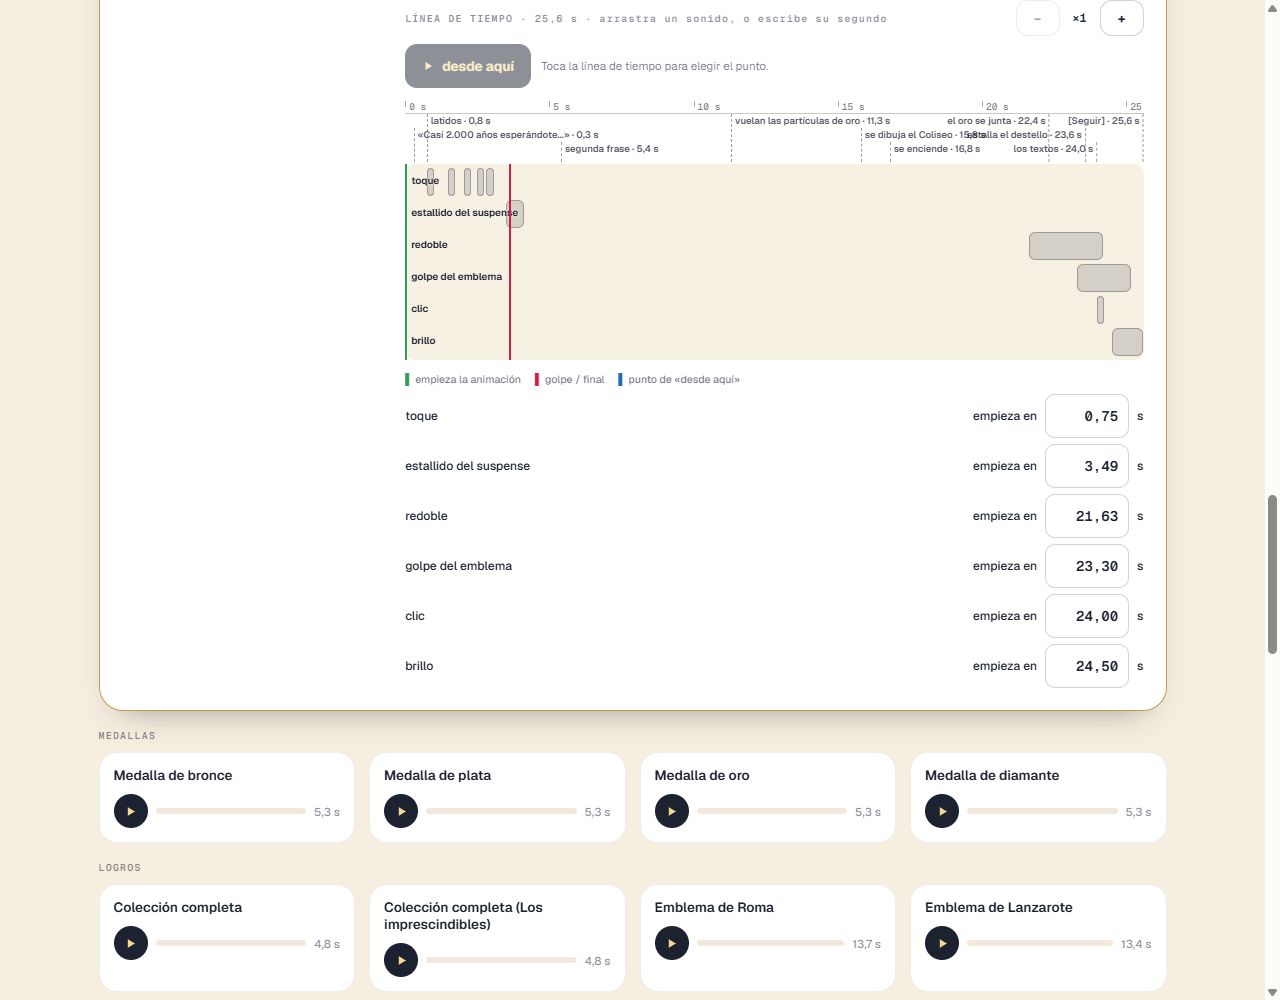 LÍNEA DE TIEMPO · 25,6 s · arrastra un sonido, o escribe su segundo
− ×1 +
desde aquí Toca la línea de tiempo para elegir el punto.
0 s 5 s 10 s 15 s 20 s 25
latidos · 0,8 s vuelan las partículas de oro · 11,3 s el oro se junta · 22,4 s [Seguir] · 25,6 s
«Casi 2.000 años esperándote…» · 0,3 s se dibuja el Coliseo · 15,8 s estalla el destello · 23,6 s
segunda frase · 5,4 s se enciende · 16,8 s los textos · 24,0 s
toque
estallido del suspense
redoble
golpe del emblema
clic
brillo
empieza la animación golpe / final punto de «desde aquí»
toque empieza en 0,75 s
estallido del suspense empieza en 3,49 s
redoble empieza en 21,63 s
golpe del emblema empieza en 23,30 s
clic empieza en 24,00 s
brillo empieza en 24,50 s
MEDALLAS
Medalla de bronce Medalla de plata Medalla de oro Medalla de diamante
5,3 s 5,3 s 5,3 s 5,3 s
LOGROS
Colección completa Colección completa (Los Emblema de Roma Emblema de Lanzarote
imprescindibles)
4,8 s 4,8 s 13,7 s 13,4 s